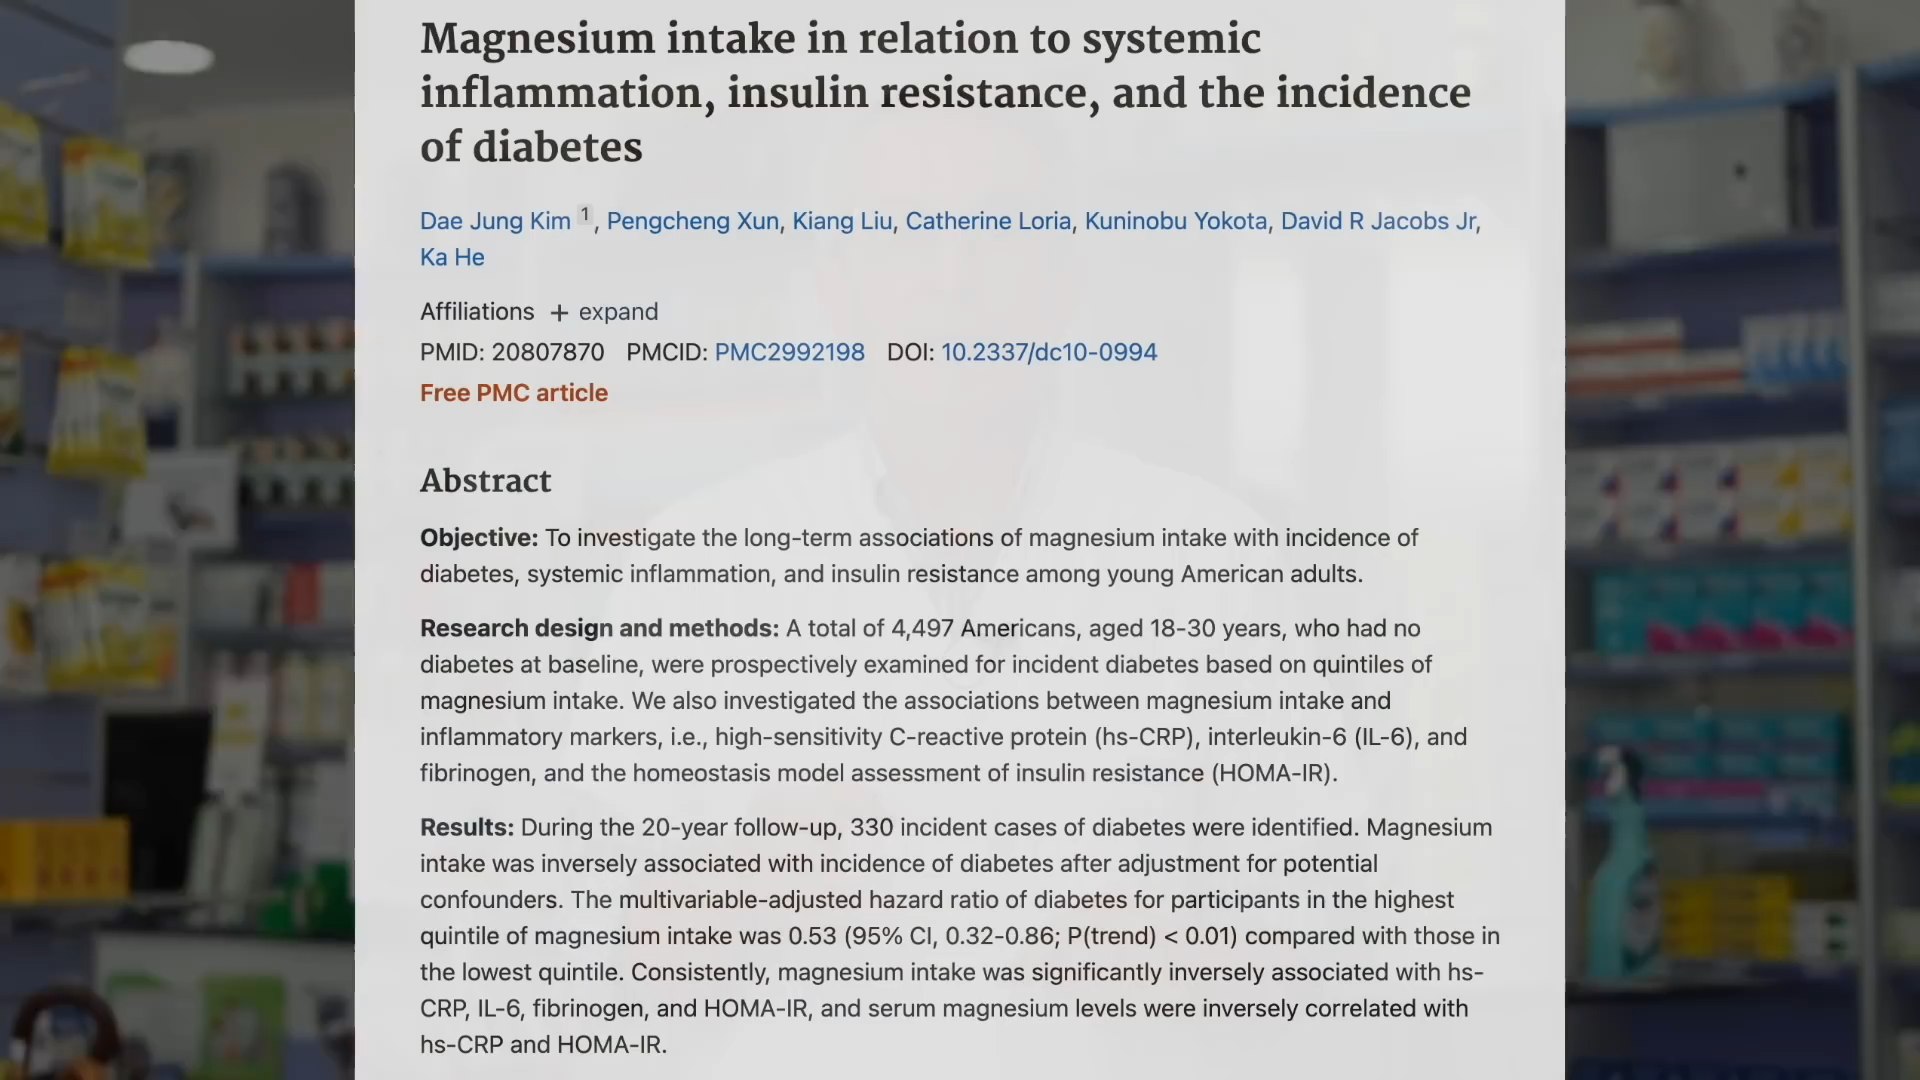 Magnesium intake in relation to systemic
inflammation, insulin resistance, and the incidence
of diabetes
Dae Jung Kim 1, Pengcheng Xun, Kiang Liu, Catherine Loria, Kuninobu Yokota, David R Jacobs Jr,
Ka He
Affiliations + expand
PMID: 20807870 PMCID: PMC2992198 DOI: 10.2337/dc10-0994
Free PMC article
Abstract
Objective: To investigate the long-term associations of magnesium intake with incidence of
diabetes, systemic inflammation, and insulin resistance among young American adults.
Research design and methods: A total of 4,497 Americans, aged 18-30 years, who had no
diabetes at baseline, were prospectively examined for incident diabetes based on quintiles of
magnesium intake. We also investigated the associations between magnesium intake and
inflammatory markers, i.e., high-sensitivity C-reactive protein (hs-CRP), interleukin-6 (IL-6), and
fibrinogen, and the homeostasis model assessment of insulin resistance (HOMA-IR).
Results: During the 20-year follow-up, 330 incident cases of diabetes were identified. Magnesium
intake was inversely associated with incidence of diabetes after adjustment for potential
confounders. The multivariable-adjusted hazard ratio of diabetes for participants in the highest
quintile of magnesium intake was 0.53 (95% CI, 0.32-0.86; P(trend) < 0.01) compared with those in
the lowest quintile. Consistently, magnesium intake was significantly inversely associated with hs-
CRP, IL-6, fibrinogen, and HOMA-IR, and serum magnesium levels were inversely correlated with
hs-CRP and HOMA-IR.